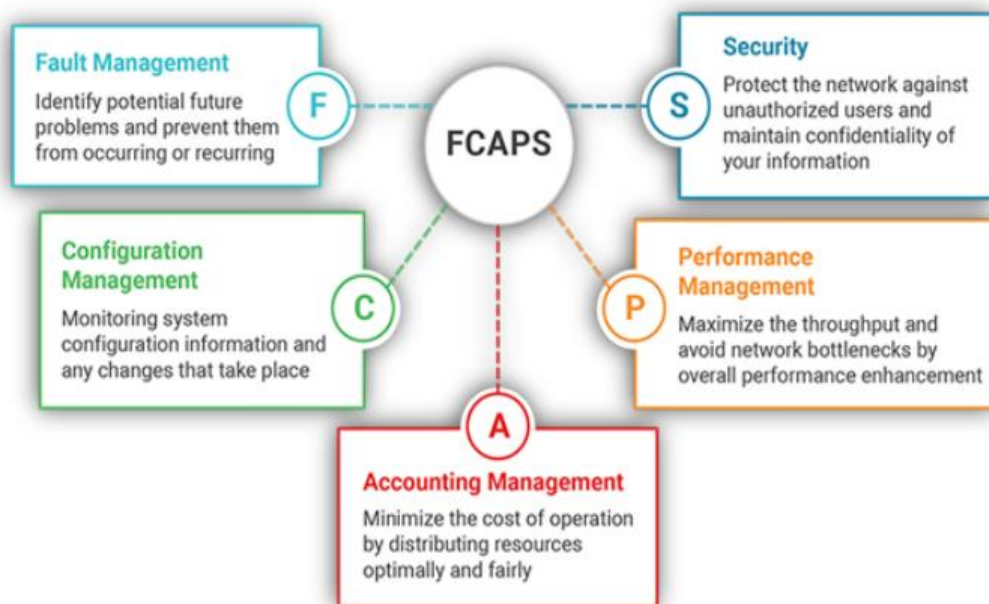 FCAPS
F
Fault Management
Identify potential future
problems and prevent them
from occurring or recurring
S
Security
Protect the network against
unauthorized users and
maintain confidentiality of
your information
C
Configuration
Management
Monitoring system
configuration information and
any changes that take place
P
Performance
Management
Maximize the throughput and
avoid network bottlenecks by
overall performance enhancement
A
Accounting Management
Minimize the cost of operation
by distributing resources
optimally and fairly